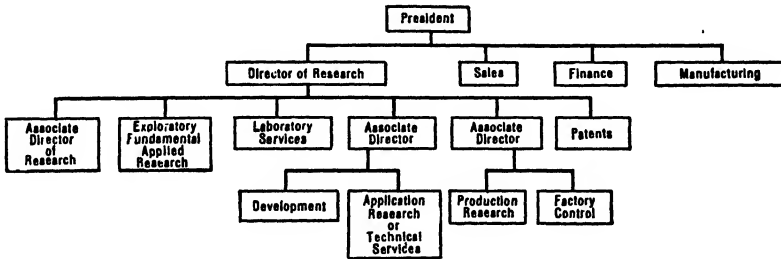 President
Director of Research
Sales
Finance
Manufacturing
Associate
Director
of
Research
Exploratory
Fundamental
Applied
Research
Laboratory
Services
Associate
Director
Associate
Director
Patents
Development
Application
Research
or
Technical
Services
Production
Research
Factory
Control